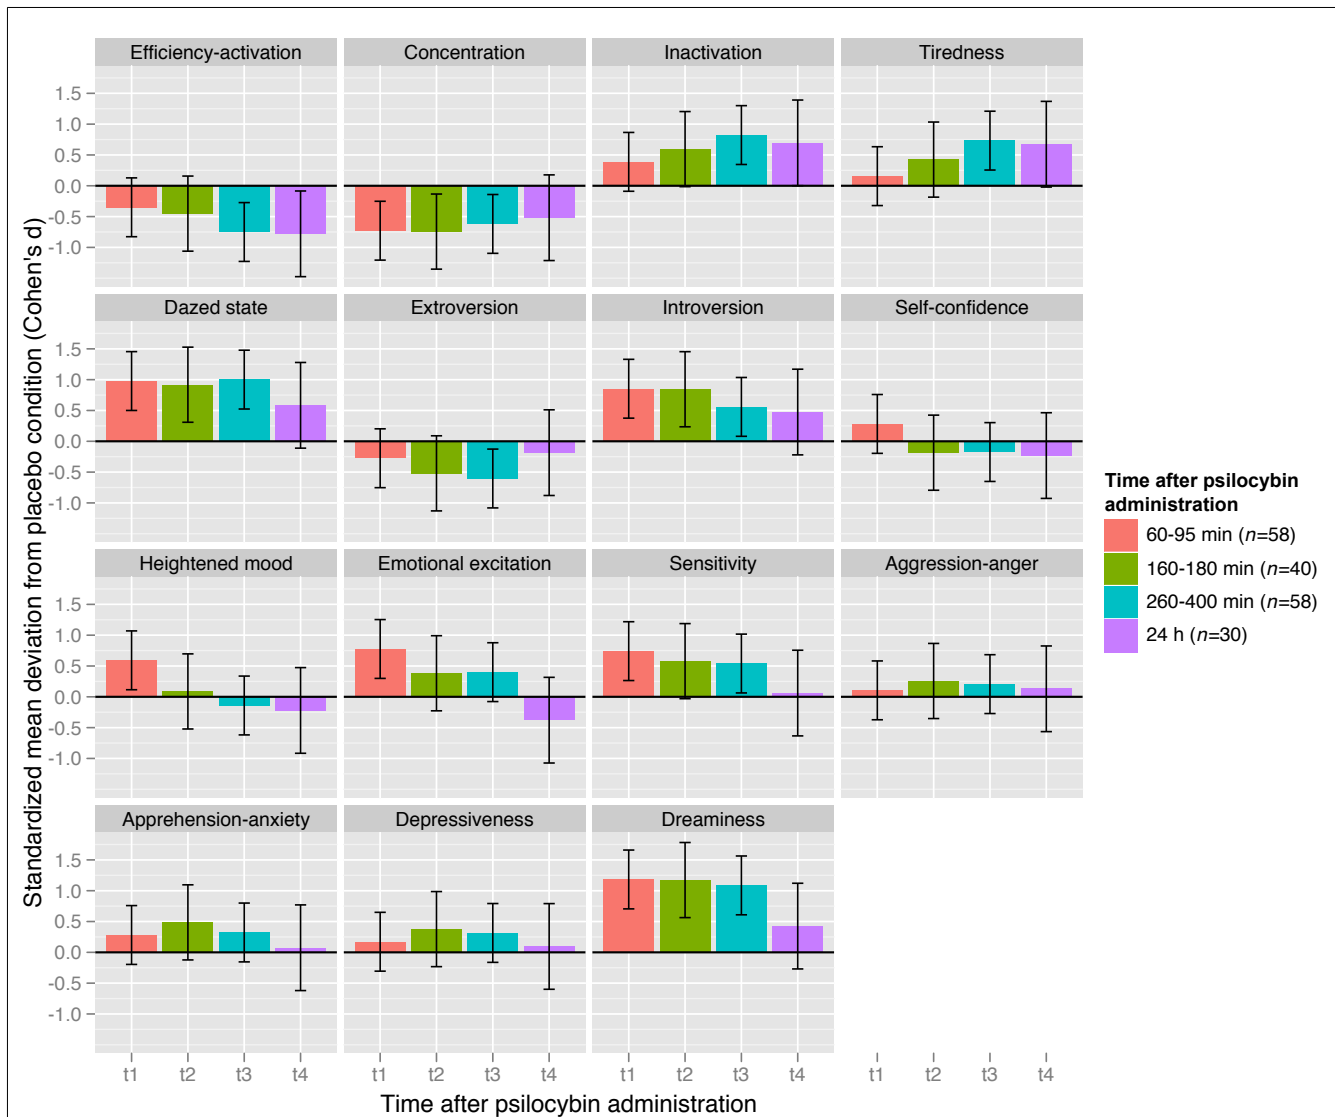 Standardized mean deviation from placebo condition (Cohen's d)
Efficiency-activation Concentration Inactivation Tiredness
1.5
1.0
0.5
0.0
-0.5
-1.0
Dazed state Extroversion Introversion Self-confidence
1.5
1.0
0.5
0.0
-0.5
-1.0
Heightened mood Emotional excitation Sensitivity Aggression-anger
1.5
1.0
0.5
0.0
-0.5
-1.0
Apprehension-anxiety Depressiveness Dreaminess
1.5
1.0
0.5
0.0
-0.5
-1.0
t1 t2 t3 t4 t1 t2 t3 t4 t1 t2 t3 t4 t1 t2 t3 t4
Time after psilocybin administration
Time after psilocybin
administration
60-95 min (n=58)
160-180 min (n=40)
260-400 min (n=58)
24 h (n=30)